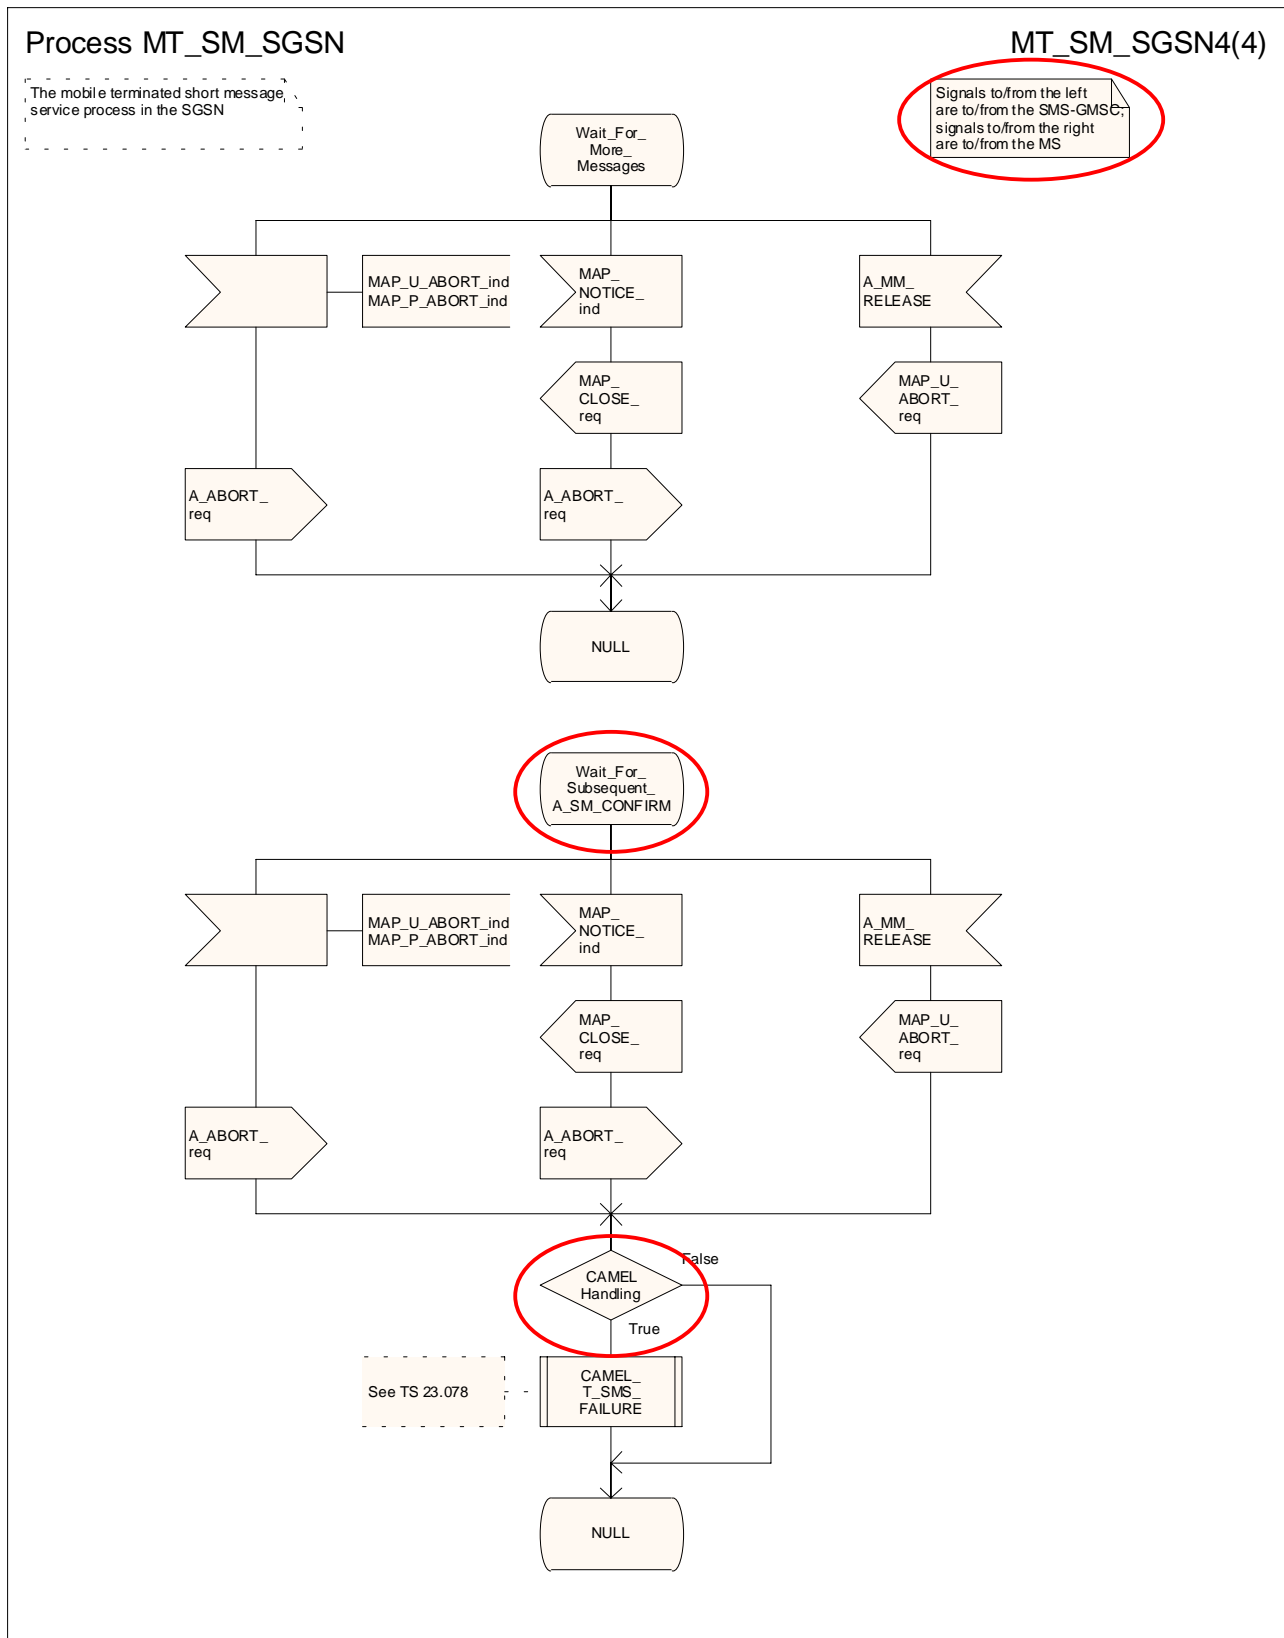 Process MT_SM_SGSN
MT_SM_SGSN4(4)
The mobile terminated short message
service process in the SGSN
Signals to/from the left
are to/from the SMS-GMSC;
signals to/from the right
are to/from the MS
Wait_For_
More_
Messages
MAP_U_ABORT_ind
MAP_P_ABORT_ind
MAP_
NOTICE_
ind
A_MM_
RELEASE
MAP_
CLOSE_
req
MAP_U_
ABORT_
req
A_ABORT_
req
A_ABORT_
req
NULL
Wait_For_
Subsequent_
A_SM_CONFIRM
MAP_U_ABORT_ind
MAP_P_ABORT_ind
MAP_
NOTICE_
ind
A_MM_
RELEASE
MAP_
CLOSE_
req
MAP_U_
ABORT_
req
A_ABORT_
req
A_ABORT_
req
False
CAMEL
Handling
True
See TS 23.078
CAMEL_
T_SMS_
FAILURE
NULL